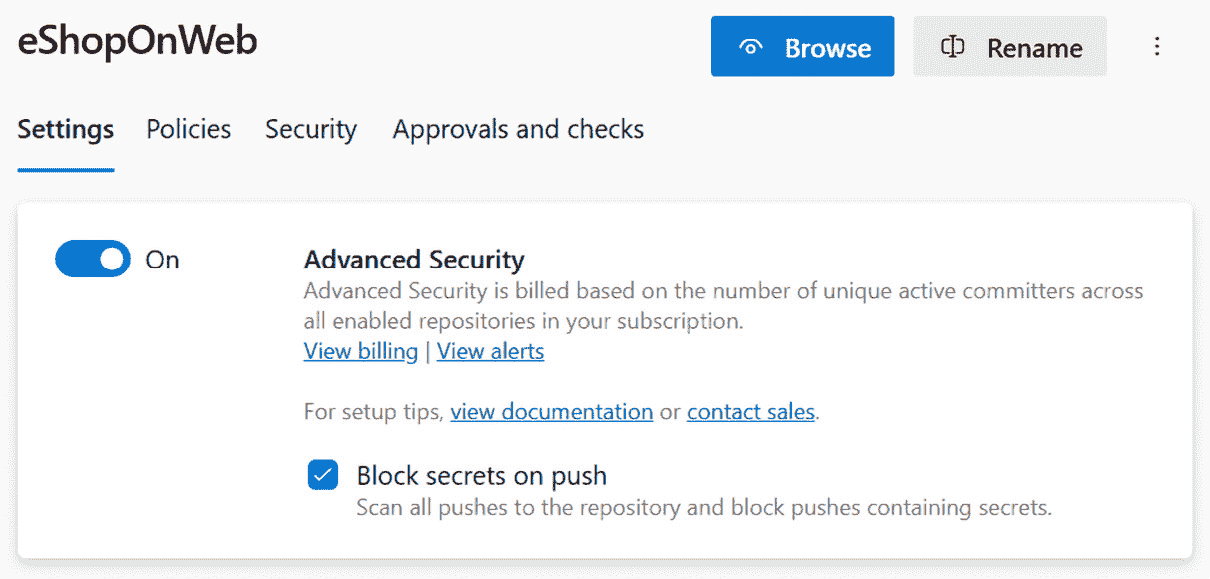 eShopOnWeb
Browse
Rename
Settings Policies Security Approvals and checks
On
Advanced Security
Advanced Security is billed based on the number of unique active committers across
all enabled repositories in your subscription.
View billing | View alerts
For setup tips, view documentation or contact sales.
Block secrets on push
Scan all pushes to the repository and block pushes containing secrets.